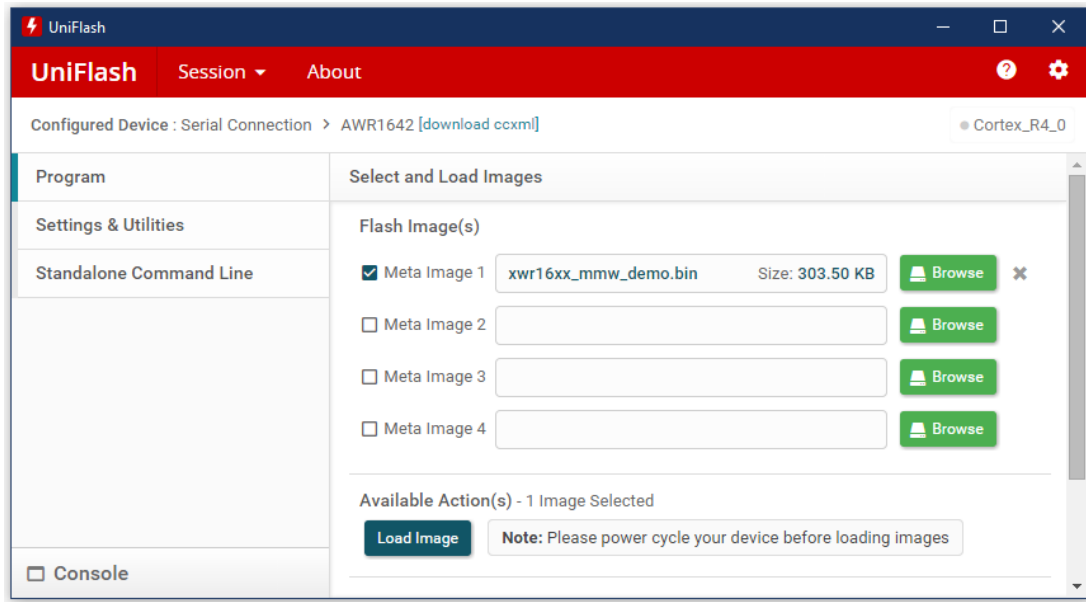 UniFlash
UniFlash Session About
Configured Device : Serial Connection > AWR1642 [download ccxml] Cortex_R4_0
Program
Settings & Utilities
Standalone Command Line
Select and Load Images
Flash Image(s)
Meta Image 1 xwr16xx_mmw_demo.bin Size: 303.50 KB Browse
Meta Image 2 Browse
Meta Image 3 Browse
Meta Image 4 Browse
Available Action(s) - 1 Image Selected
Load Image Note: Please power cycle your device before loading images
Console